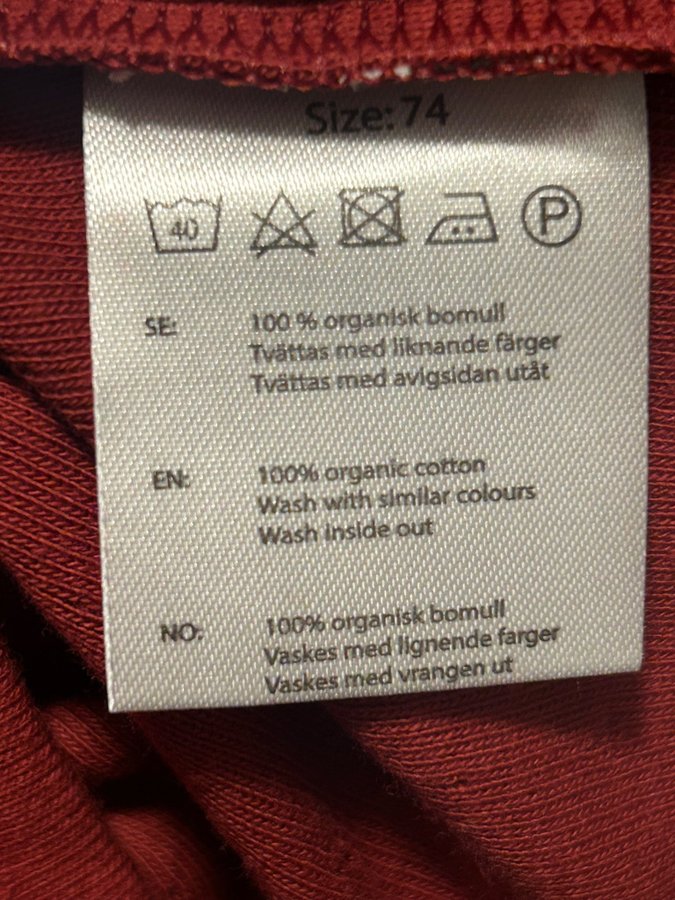 Size: 74
40 P
SE: 100 % organisk bomull
Tvättas med liknande färger
Tvättas med avigsidan utåt
EN: 100% organic cotton
Wash with similar colours
Wash inside out
NO: 100% organisk bomull
Vaskes med lignende farger
Vaskes med vrangen ut